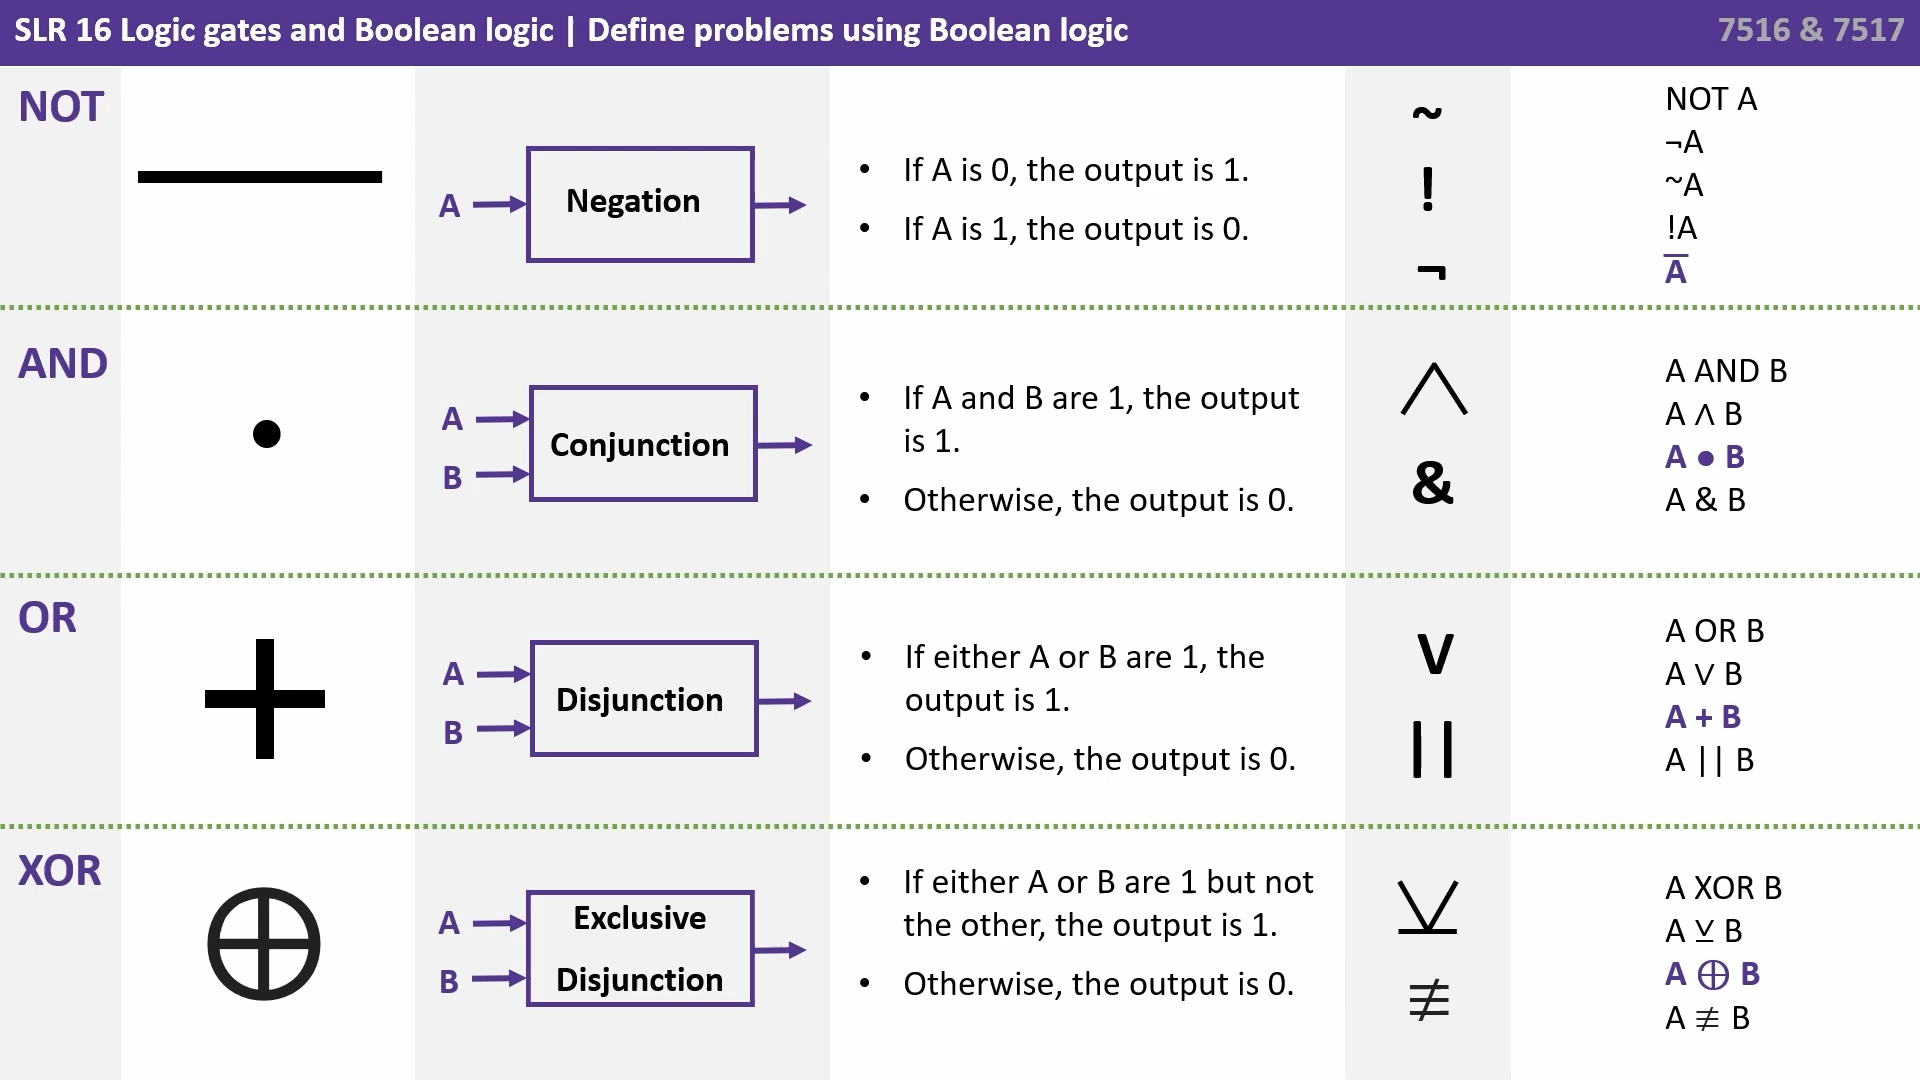 SLR 16 Logic gates and Boolean logic | Define problems using Boolean logic
7516 & 7517
NOT
A
Negation
• If A is 0, the output is 1.
• If A is 1, the output is 0.
~
!
¬
NOT A
¬A
~A
!A
A̅
AND
•
A
B
Conjunction
• If A and B are 1, the output
is 1.
• Otherwise, the output is 0.
∧
&
A AND B
A ∧ B
A ● B
A & B
OR
+
A
B
Disjunction
• If either A or B are 1, the
output is 1.
• Otherwise, the output is 0.
V
||
A OR B
A ∨ B
A + B
A || B
XOR
⊕
A
B
Exclusive
Disjunction
• If either A or B are 1 but not
the other, the output is 1.
• Otherwise, the output is 0.
⊻
≢
A XOR B
A ⊻ B
A ⊕ B
A ≢ B